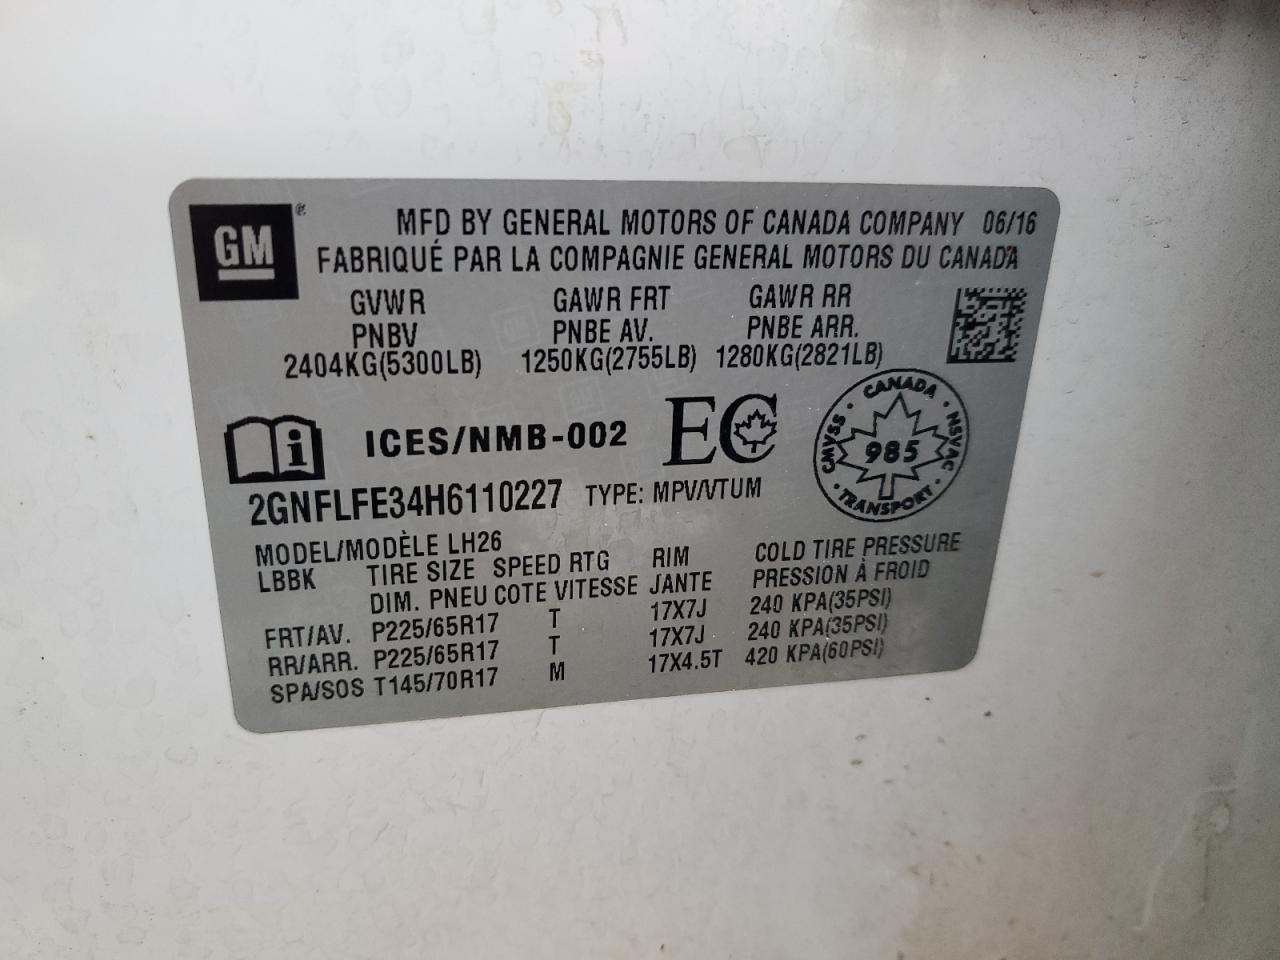 GM ®
MFD BY GENERAL MOTORS OF CANADA COMPANY 06/16
FABRIQUÉ PAR LA COMPAGNIE GENERAL MOTORS DU CANADA
GVWR GAWR FRT GAWR RR
PNBV PNBE AV. PNBE ARR.
2404KG(5300LB) 1250KG(2755LB) 1280KG(2821LB)
ICES/NMB-002 EC
CANADA
CMVSS 985 NSVAC
TRANSPORT
2GNFLFE34H6110227 TYPE: MPV/VTUM
MODEL/MODÈLE LH26
LBBK TIRE SIZE SPEED RTG RIM COLD TIRE PRESSURE
DIM. PNEU COTE VITESSE JANTE PRESSION À FROID
FRT/AV. P225/65R17 T 17X7J 240 KPA(35PSI)
RR/ARR. P225/65R17 T 17X7J 240 KPA(35PSI)
SPA/SOS T145/70R17 M 17X4.5T 420 KPA(60PSI)